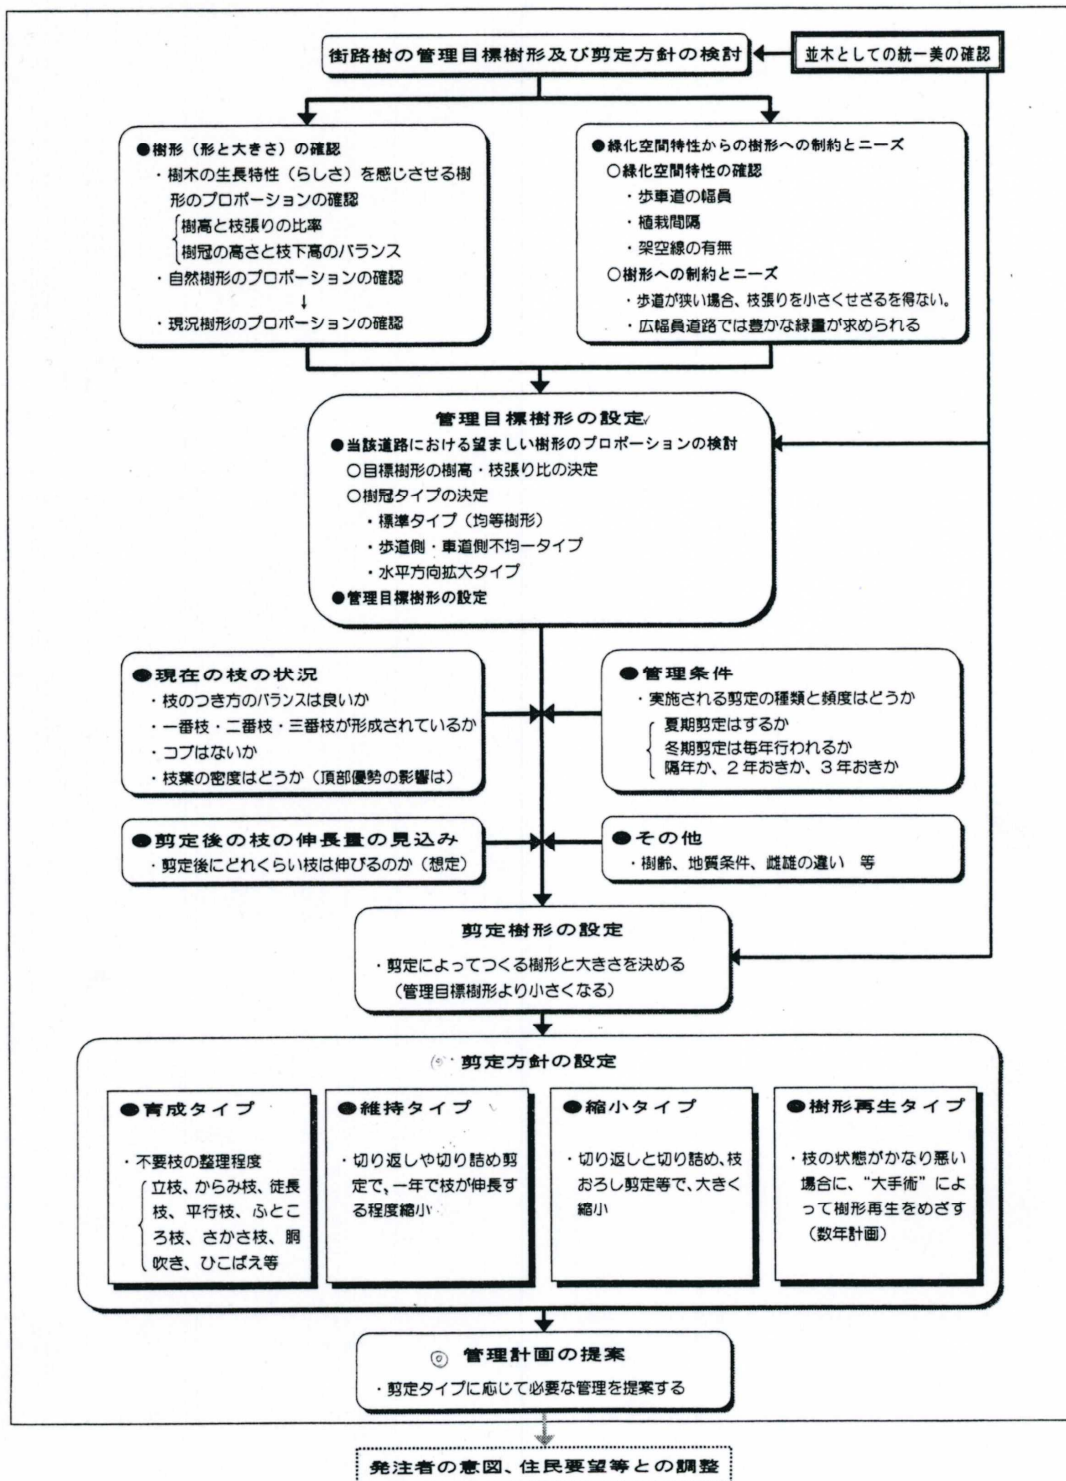 街路樹の管理目標樹形及び剪定方針の検討
並木としての統一美の確認
●樹形（形と大きさ）の確認
・樹木の生長特性（らしさ）を感じさせる樹
形のプロポーションの確認
樹高と枝張りの比率
樹冠の高さと枝下高のバランス
・自然樹形のプロポーションの確認
↓
・現況樹形のプロポーションの確認
●緑化空間特性からの樹形への制約とニーズ
○緑化空間特性の確認
・歩車道の幅員
・植栽間隔
・架空線の有無
○樹形への制約とニーズ
・歩道が狭い場合、枝張りを小さくせざるを得ない。
・広幅員道路では豊かな緑量が求められる
管理目標樹形の設定
●当該道路における望ましい樹形のプロポーションの検討
○目標樹形の樹高・枝張り比の決定
○樹冠タイプの決定
・標準タイプ（均等樹形）
・歩道側・車道側不均一タイプ
・水平方向拡大タイプ
●管理目標樹形の設定
●現在の枝の状況
・枝のつき方のバランスは良いか
・一番枝・二番枝・三番枝が形成されているか
・コブはないか
・枝葉の密度はどうか（頂部優勢の影響は）
●管理条件
・実施される剪定の種類と頻度はどうか
夏期剪定はするか
冬期剪定は毎年行われるか
隔年か、２年おきか、３年おきか
●剪定後の枝の伸長量の見込み
・剪定後にどれくらい枝は伸びるのか（想定）
●その他
・樹齢、地質条件、雌雄の違い　等
剪定樹形の設定
・剪定によってつくる樹形と大きさを決める
（管理目標樹形より小さくなる）
剪定方針の設定
●育成タイプ
・不要枝の整理程度
立枝、からみ枝、徒長
枝、平行枝、ふところ
ろ枝、さかさ枝、胴
吹き、ひこばえ等
●維持タイプ
・切り返しや切り詰め剪
定で、一年で枝が伸長す
る程度縮小
●縮小タイプ
・切り返しと切り詰め、枝
おろし剪定等で、大きく
縮小
●樹形再生タイプ
・枝の状態がかなり悪い
場合に、“大手術”によ
って樹形再生をめざす
（数年計画）
◎ 管理計画の提案
・剪定タイプに応じて必要な管理を提案する
発注者の意図、住民要望等との調整